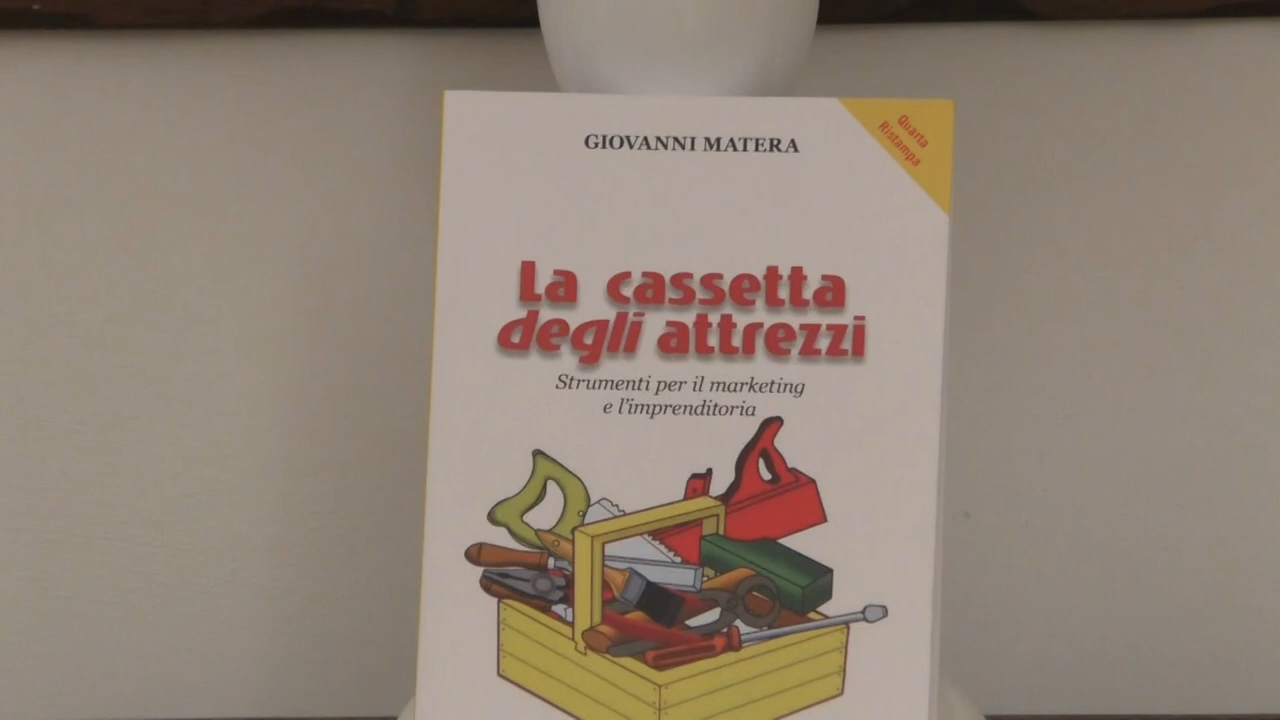 GIOVANNI MATERA
Quarta
Ristampa
La cassetta
degli attrezzi
Strumenti per il marketing
e l'imprenditoria